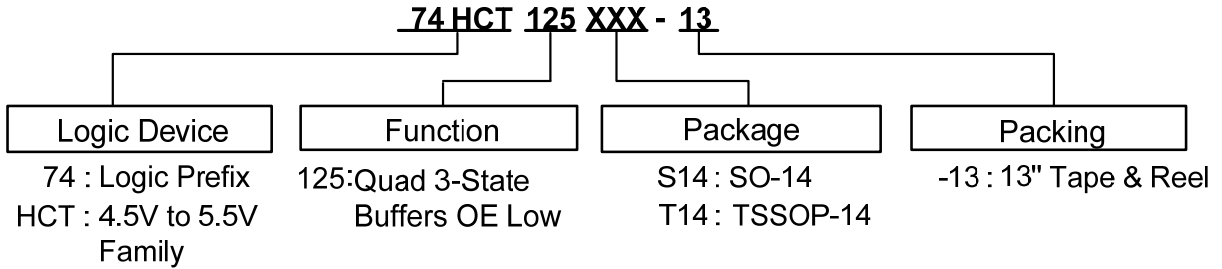 74 HCT 125 XXX - 13
Logic Device
Function
Package
Packing
74 : Logic Prefix
HCT : 4.5V to 5.5V
Family
125:Quad 3-State
Buffers OE Low
S14 : SO-14
T14 : TSSOP-14
-13 : 13" Tape & Reel